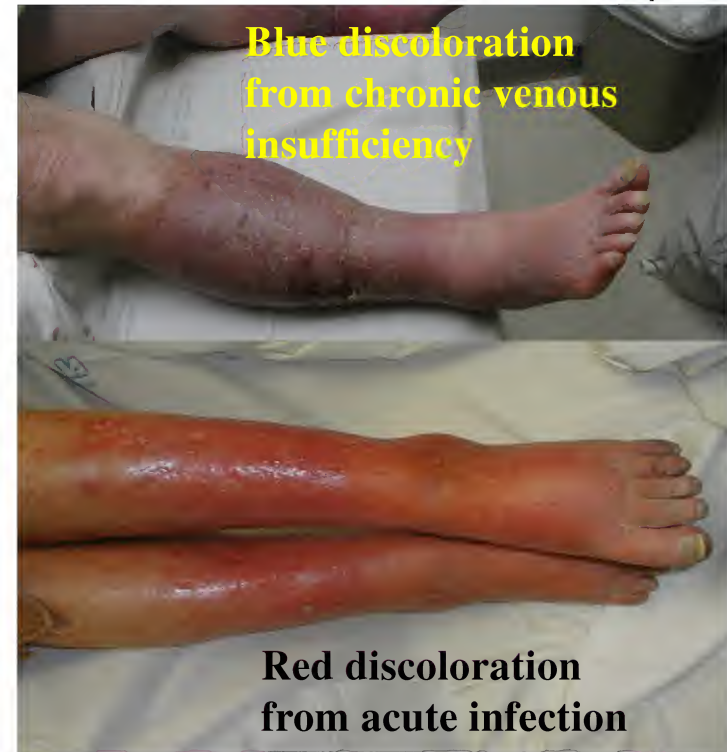 Blue discoloration
from chronic venous
insufficiency
Red discoloration
from acute infection